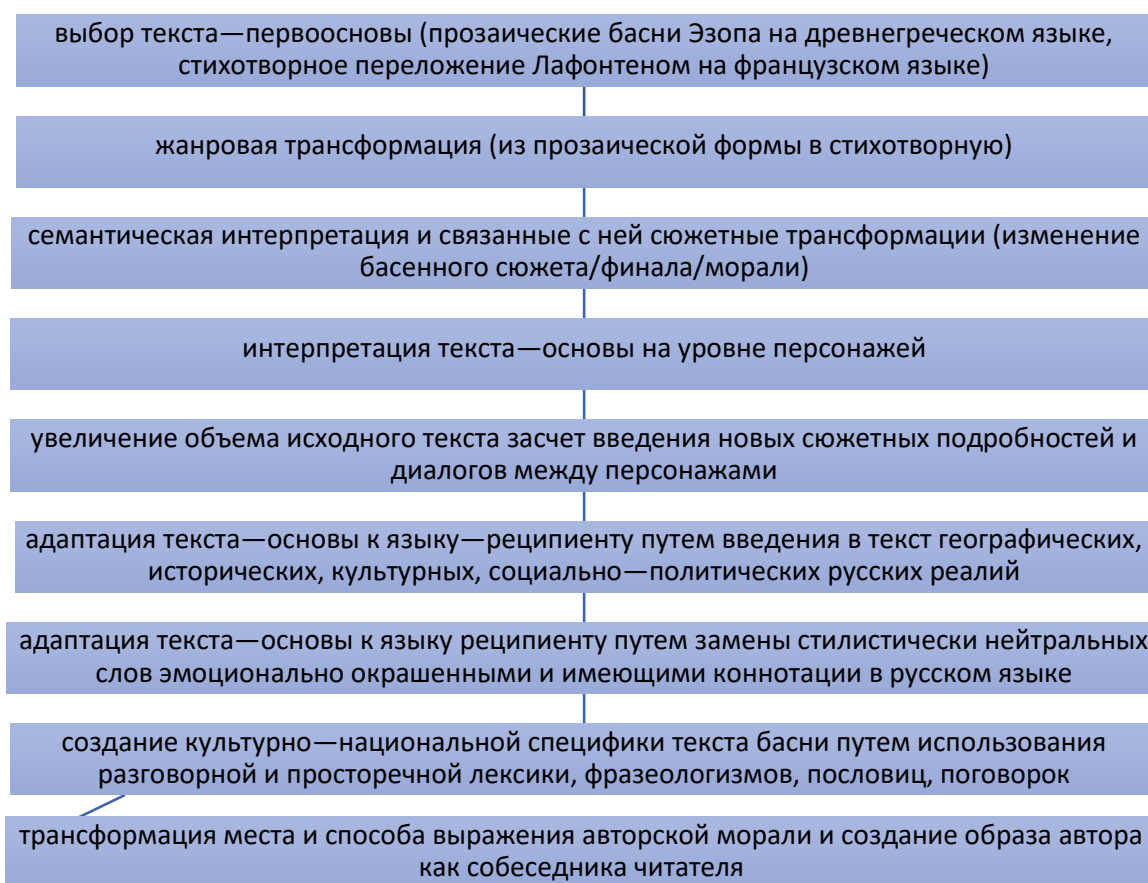 выбор текста—первоосновы (прозаические басни Эзопа на древнегреческом языке,
стихотворное переложение Лафонтеном на французском языке)
жанровая трансформация (из прозаической формы в стихотворную)
семантическая интерпретация и связанные с ней сюжетные трансформации (изменение
басенного сюжета/финала/морали)
интерпретация текста—основы на уровне персонажей
увеличение объема исходного текста засчет введения новых сюжетных подробностей и
диалогов между персонажами
адаптация текста—основы к языку—реципиенту путем введения в текст географических,
исторических, культурных, социально—политических русских реалий
адаптация текста—основы к языку реципиенту путем замены стилистически нейтральных
слов эмоционально окрашенными и имеющими коннотации в русском языке
создание культурно—национальной специфики текста басни путем использования
разговорной и просторечной лексики, фразеологизмов, пословиц, поговорок
трансформация места и способа выражения авторской морали и создание образа автора
как собеседника читателя